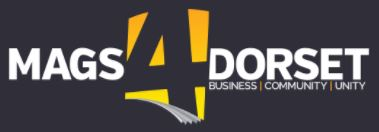 MAGS4DORSET
BUSINESS | COMMUNITY | UNITY